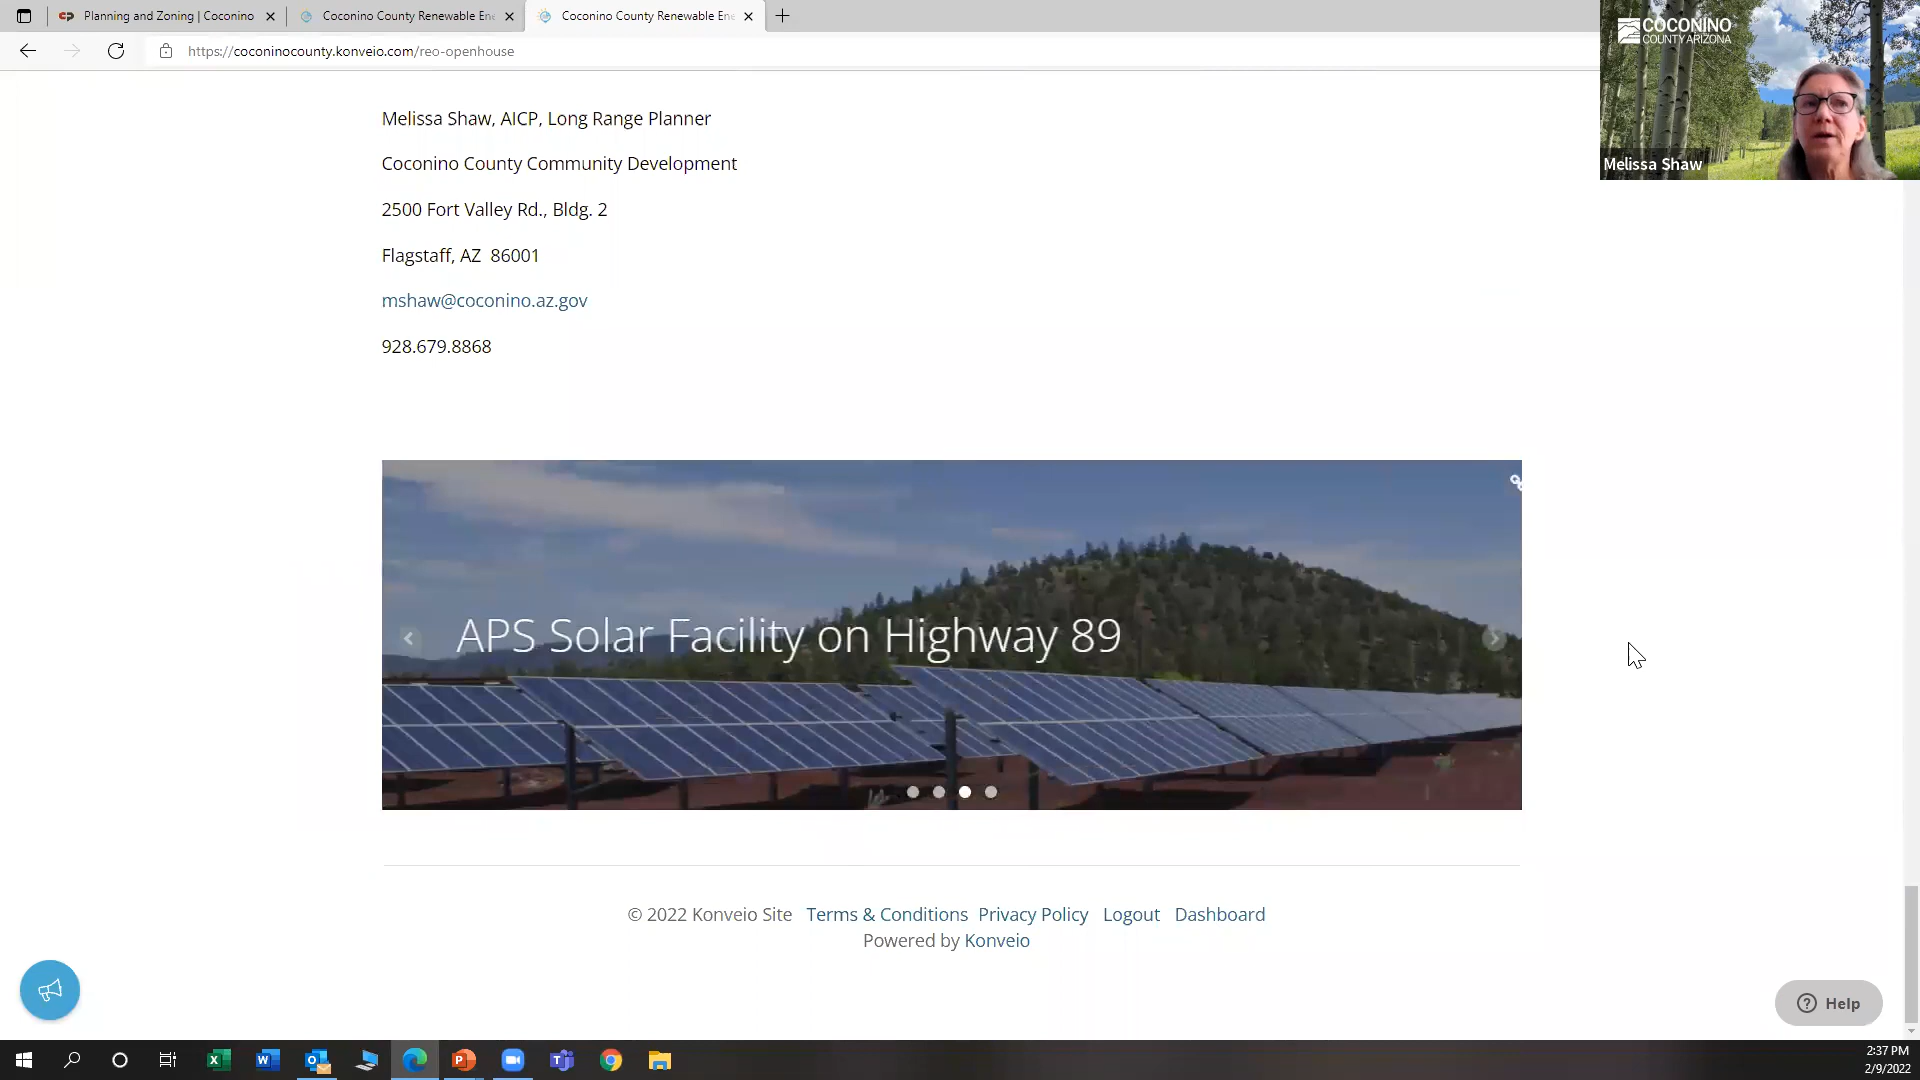 Planning and Zoning | Coconino
Coconino County Renewable Ene
Coconino County Renewable Ene
https://coconinocounty.konveio.com/reo-openhouse
COCONINO
COUNTY ARIZONA
Melissa Shaw
Melissa Shaw, AICP, Long Range Planner
Coconino County Community Development
2500 Fort Valley Rd., Bldg. 2
Flagstaff, AZ  86001
mshaw@coconino.az.gov
928.679.8868
APS Solar Facility on Highway 89
© 2022 Konveio Site Terms & Conditions Privacy Policy Logout Dashboard
Powered by Konveio
Help
2:37 PM
2/9/2022